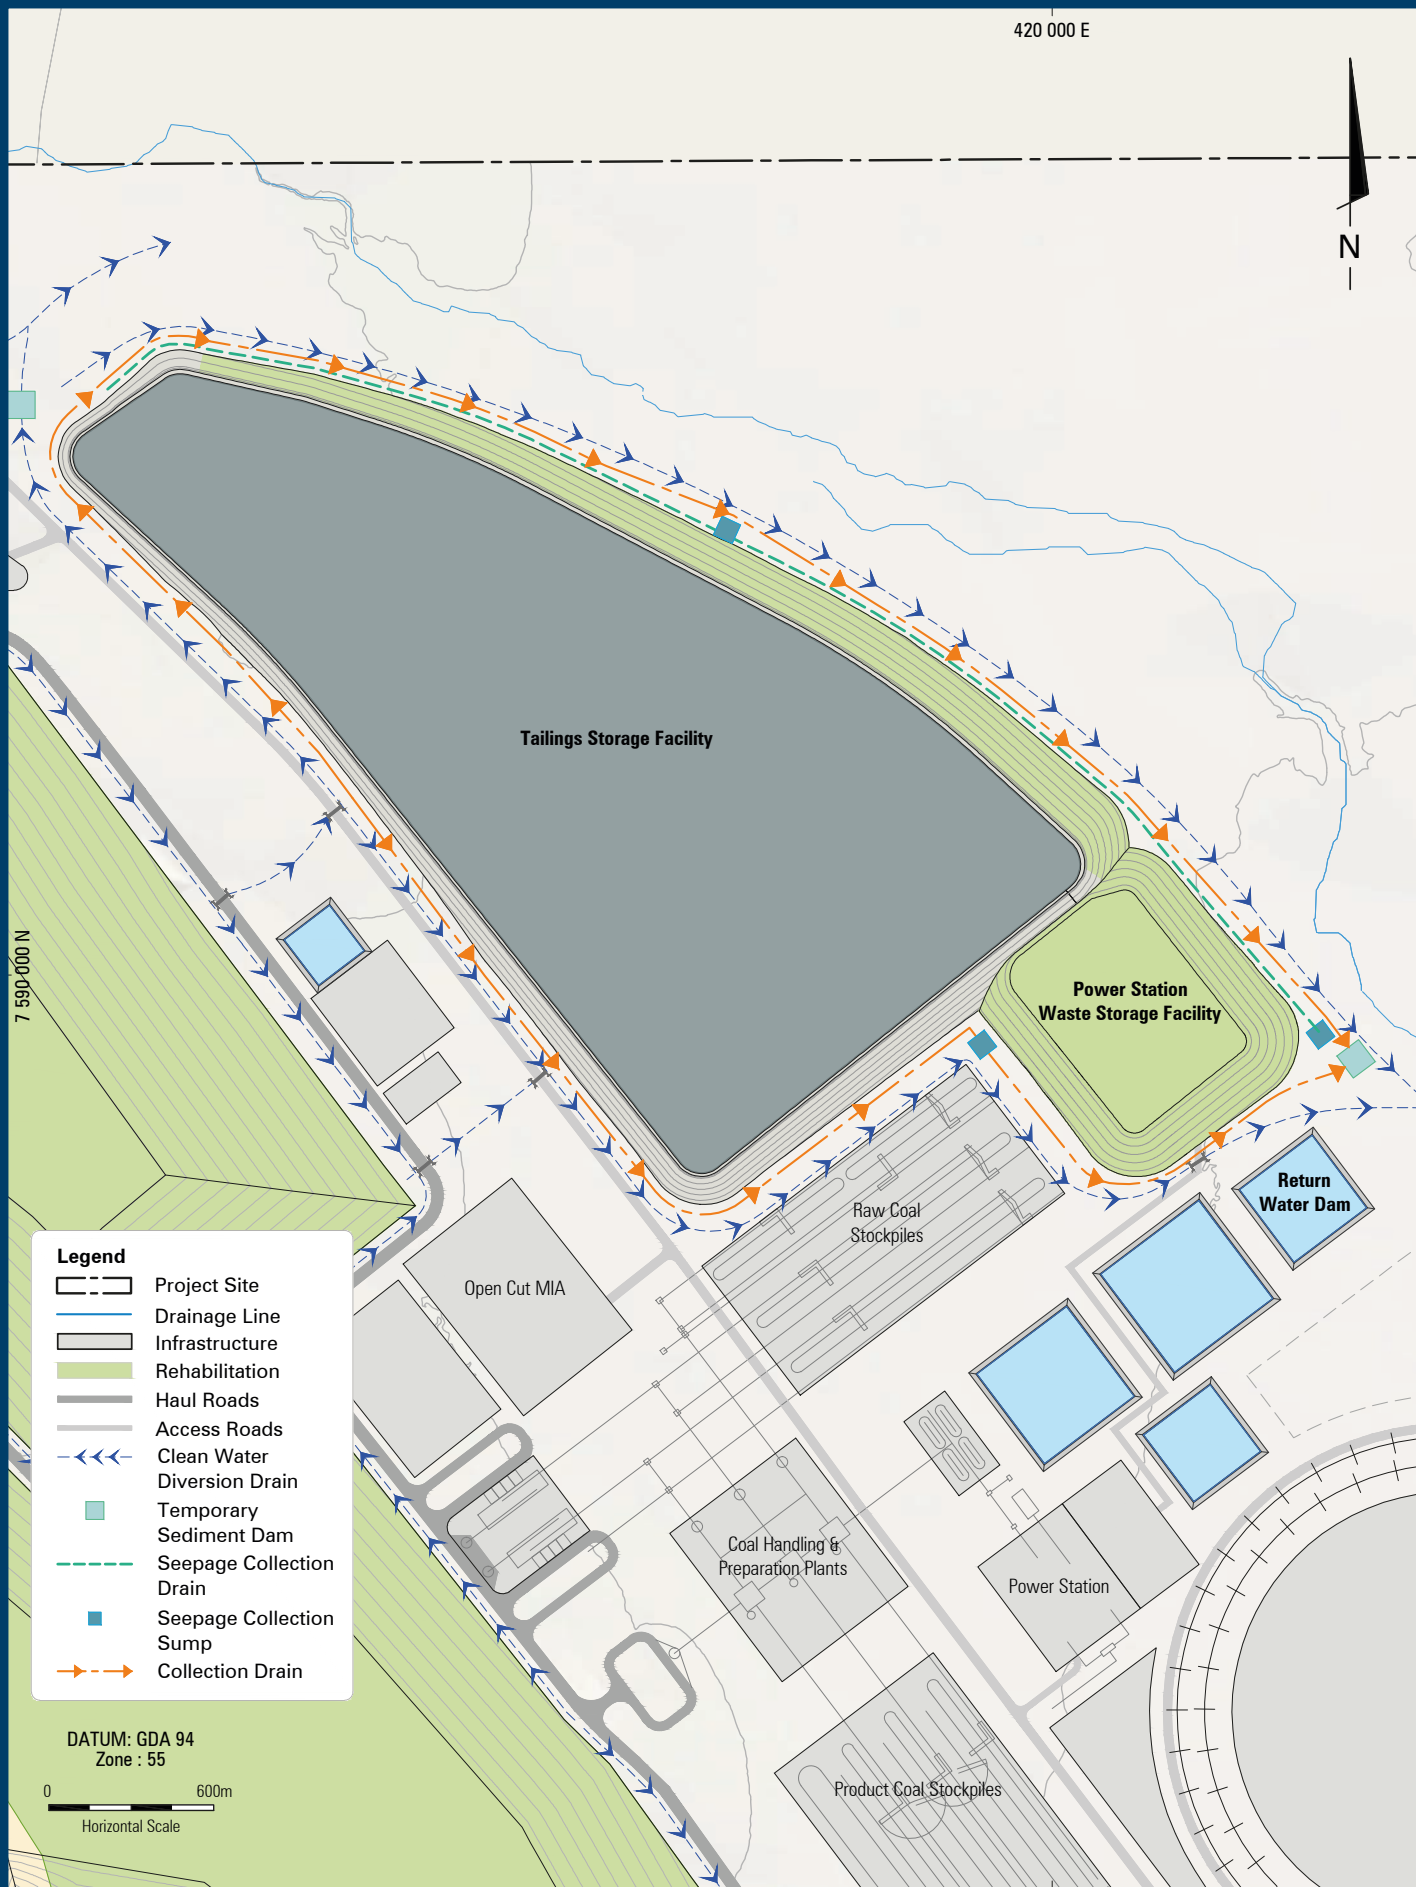 420 000 E
N
Tailings Storage Facility
7 590 000 N
Power Station
Waste Storage Facility
Return
Water Dam
Raw Coal
Stockpiles
Open Cut MIA
Coal Handling &
Preparation Plants
Power Station
Product Coal Stockpiles
Legend
Project Site
Drainage Line
Infrastructure
Rehabilitation
Haul Roads
Access Roads
Clean Water
Diversion Drain
Temporary
Sediment Dam
Seepage Collection
Drain
Seepage Collection
Sump
Collection Drain
DATUM: GDA 94
Zone : 55
0 600m
Horizontal Scale